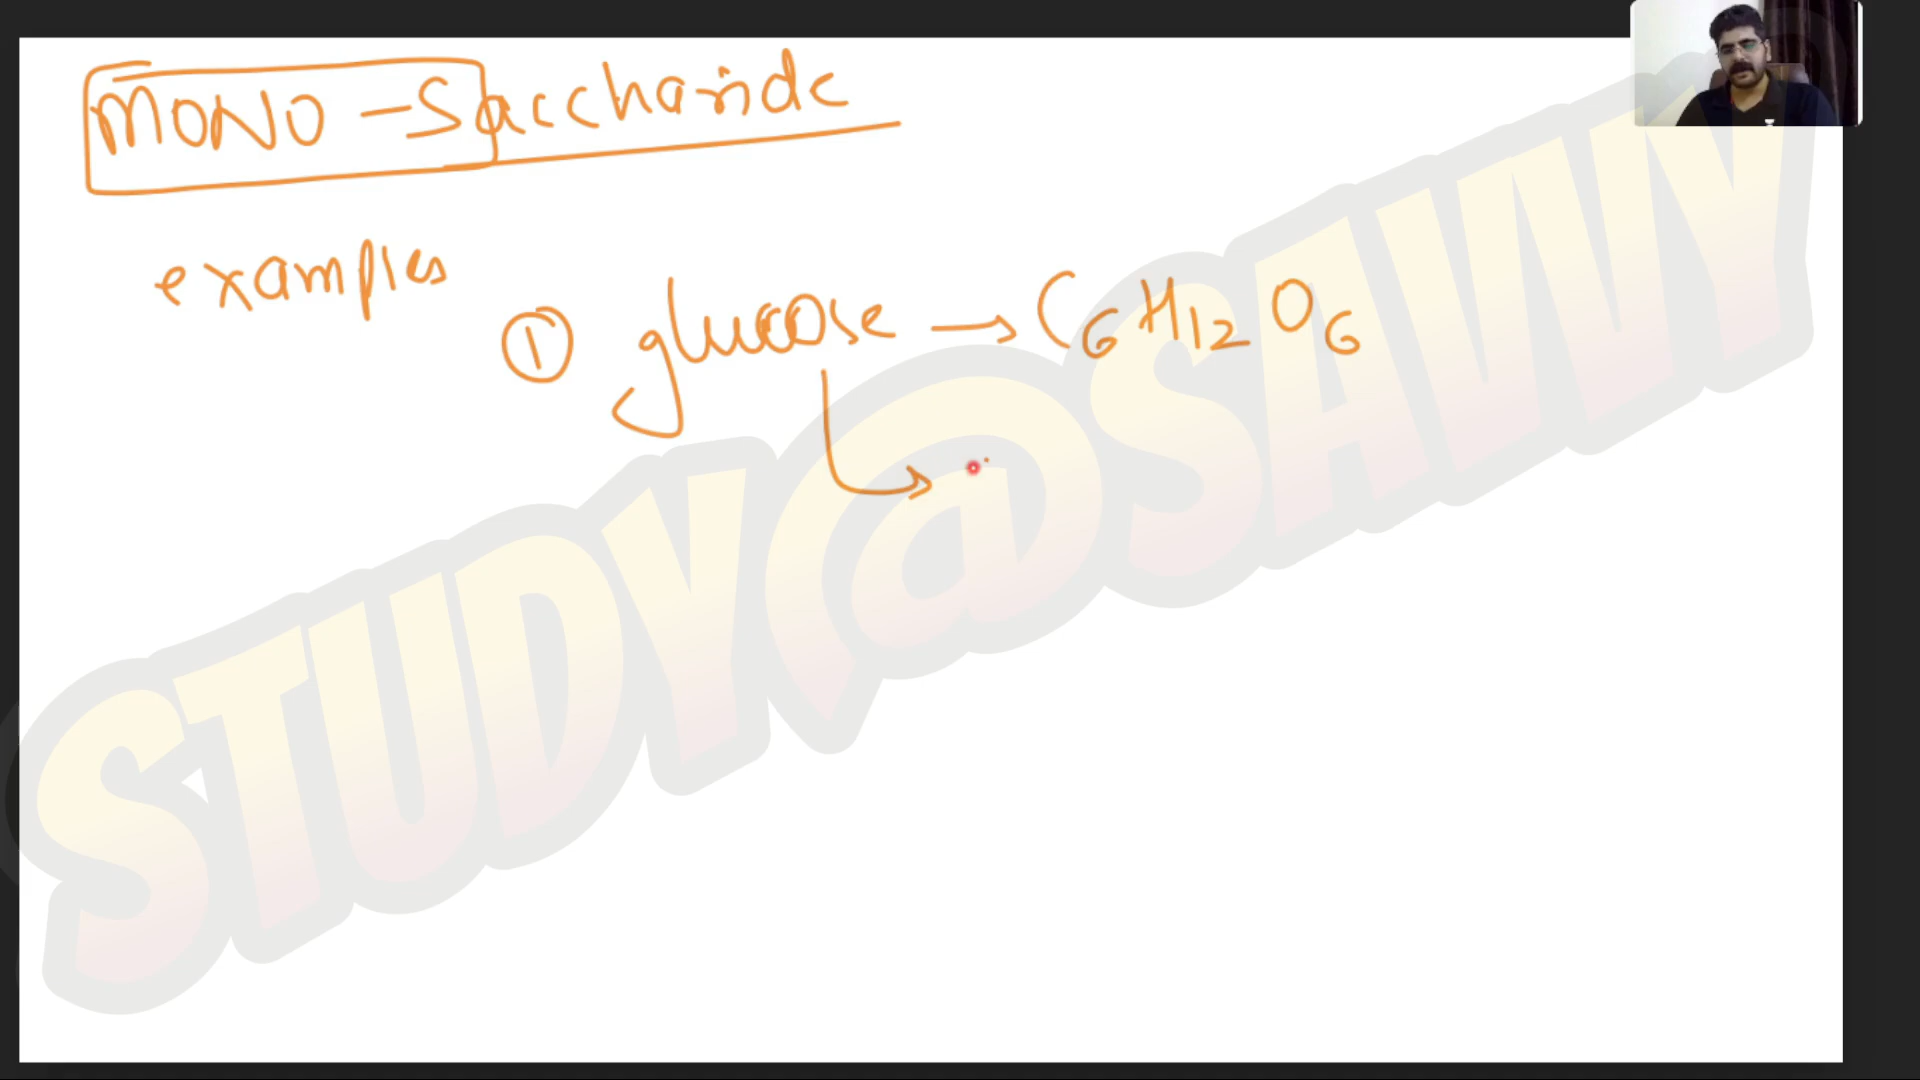 MONO - Saccharide
examples
① glucose → C6H12O6
STUDY@SAVVY